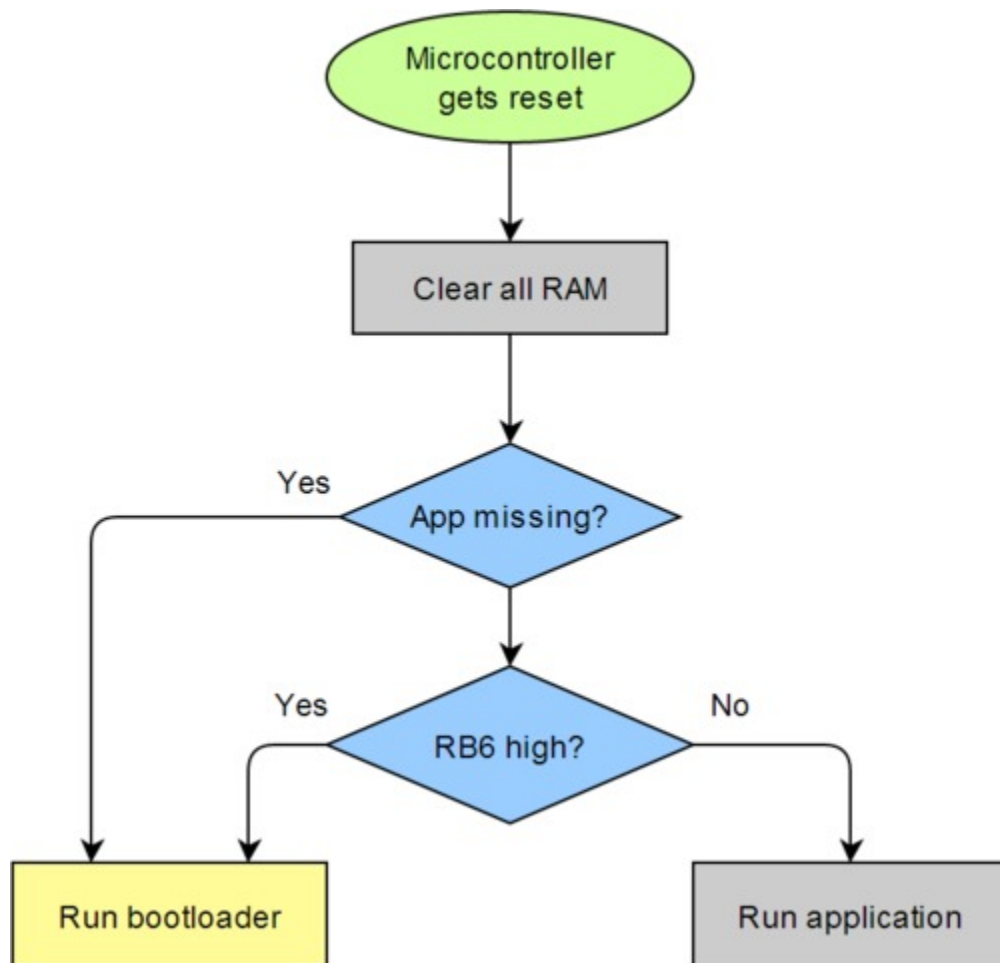 Microcontroller
gets reset
Clear all RAM
Yes
App missing?
Yes
No
RB6 high?
Run bootloader
Run application